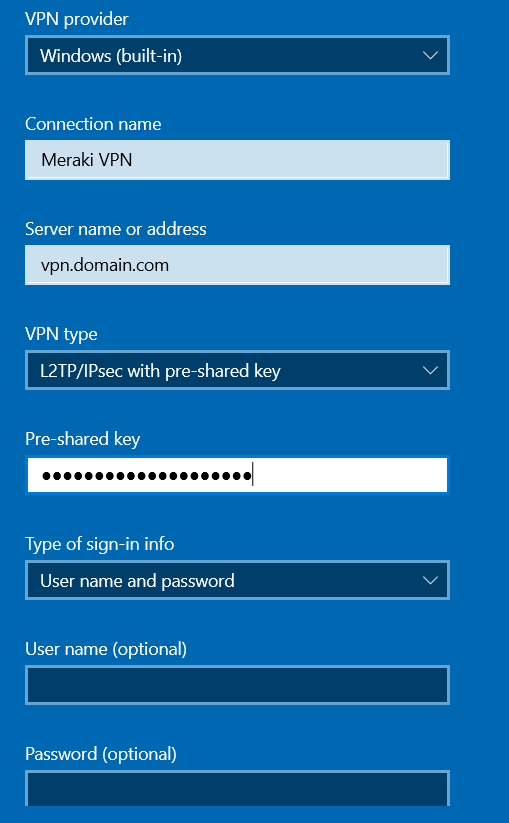 VPN provider
Windows (built-in)
Connection name
Meraki VPN
Server name or address
vpn.domain.com
VPN type
L2TP/IPsec with pre-shared key
Pre-shared key
●●●●●●●●●●●●●●●●●●●●
Type of sign-in info
User name and password
User name (optional)
Password (optional)